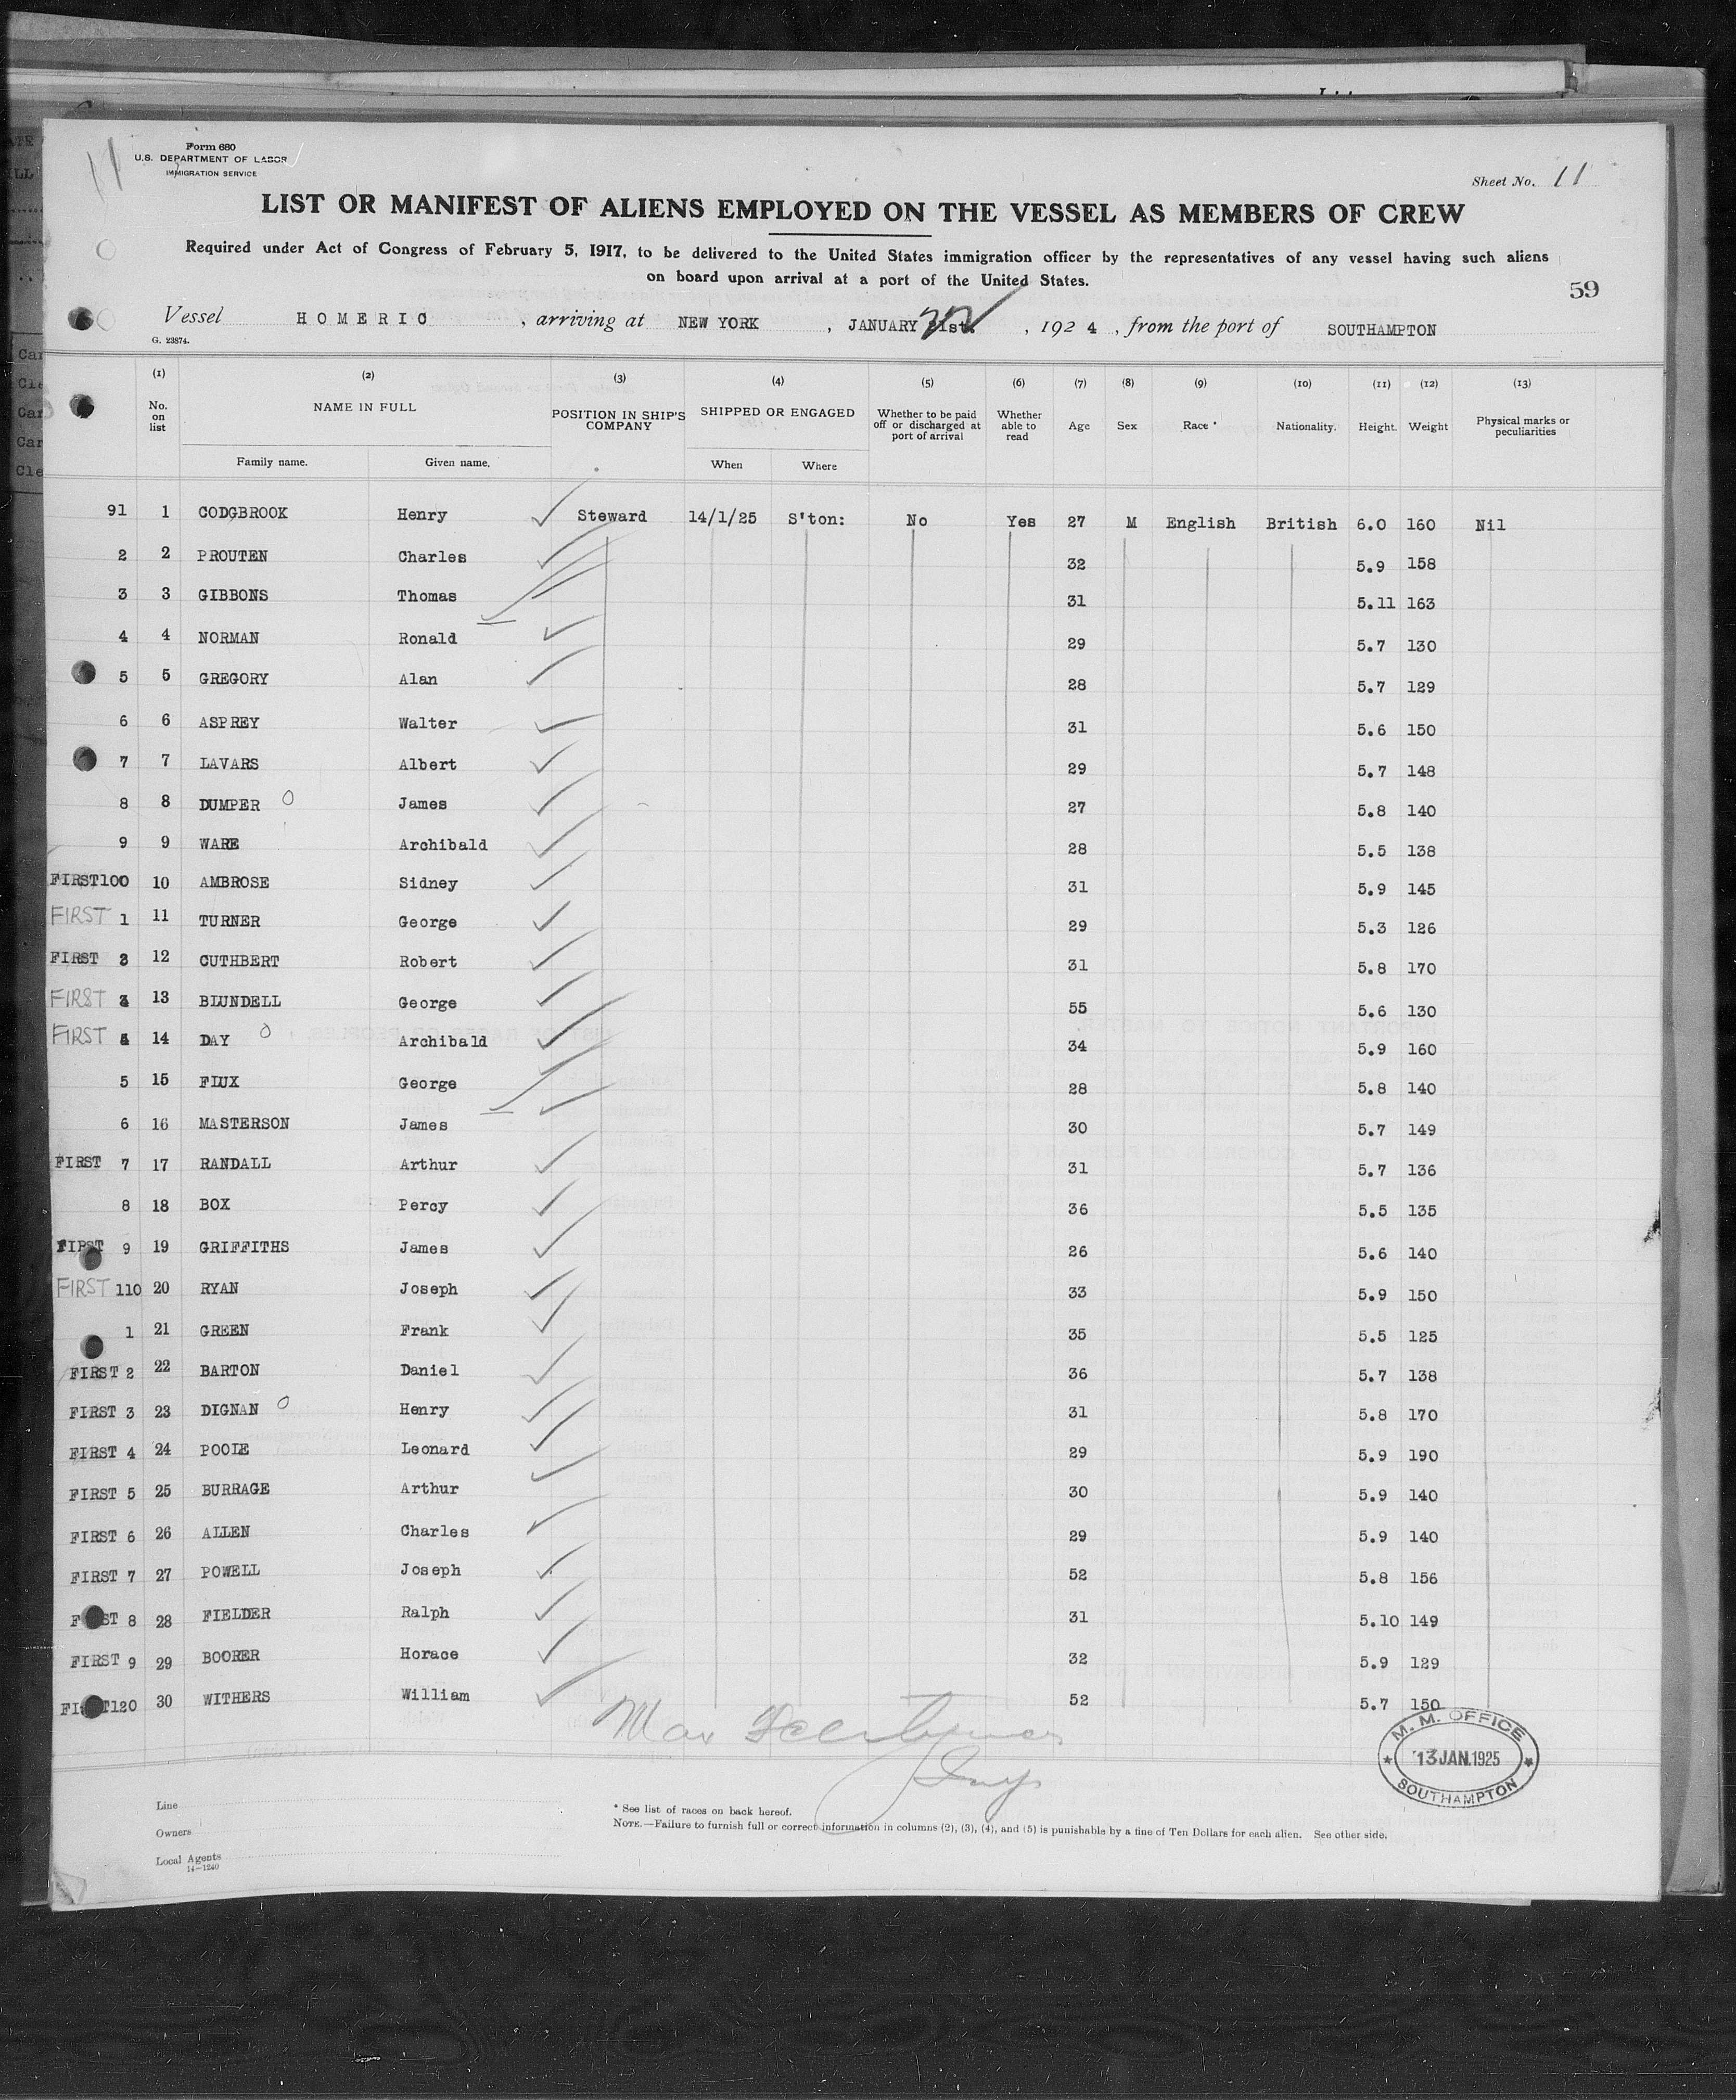 11
Form 680
U.S. DEPARTMENT OF LABOR
IMMIGRATION SERVICE
Sheet No. 11
LIST OR MANIFEST OF ALIENS EMPLOYED ON THE VESSEL AS MEMBERS OF CREW
Required under Act of Congress of February 5, 1917, to be delivered to the United States immigration officer by the representatives of any vessel having such aliens
on board upon arrival at a port of the United States.
59
Vessel HOMERIC, arriving at NEW YORK, JANUARY 21st. 22, 1924, from the port of SOUTHAMPTON
G. 23874.
(1) (2) (3) (4) (5) (6) (7) (8) (9) (10) (11) (12) (13)
No. on list NAME IN FULL POSITION IN SHIP'S COMPANY SHIPPED OR ENGAGED Whether to be paid off or discharged at port of arrival Whether able to read Age Sex Race * Nationality. Height. Weight Physical marks or peculiarities
Family name. Given name. When Where
91 1 CODGBROOK Henry Steward 14/1/25 S'ton: No Yes 27 M English British 6.0 160 Nil
2 2 PROUTEN Charles 32 5.9 158
3 3 GIBBONS Thomas 31 5.11 163
4 4 NORMAN Ronald 29 5.7 130
5 5 GREGORY Alan 28 5.7 129
6 6 ASPREY Walter 31 5.6 150
7 7 LAVARS Albert 29 5.7 148
8 8 DUMPER James 27 5.8 140
9 9 WARE Archibald 28 5.5 138
FIRST 100 10 AMBROSE Sidney 31 5.9 145
FIRST 1 11 TURNER George 29 5.3 126
FIRST 2 12 CUTHBERT Robert 31 5.8 170
FIRST 3 13 BLUNDELL George 55 5.6 130
FIRST 4 14 DAY Archibald 34 5.9 160
5 15 FLUX George 28 5.8 140
6 16 MASTERSON James 30 5.7 149
FIRST 7 17 RANDALL Arthur 31 5.7 136
8 18 BOX Percy 36 5.5 135
FIRST 9 19 GRIFFITHS James 26 5.6 140
FIRST 110 20 RYAN Joseph 33 5.9 150
1 21 GREEN Frank 35 5.5 125
FIRST 2 22 BARTON Daniel 36 5.7 138
FIRST 3 23 DIGNAN Henry 31 5.8 170
FIRST 4 24 POOLE Leonard 29 5.9 190
FIRST 5 25 BURRAGE Arthur 30 5.9 140
FIRST 6 26 ALLEN Charles 29 5.9 140
FIRST 7 27 POWELL Joseph 52 5.8 156
FIRST 8 28 FIELDER Ralph 31 5.10 149
FIRST 9 29 BOORER Horace 32 5.9 129
FIRST 120 30 WITHERS William 52 5.7 150
Max
M. M. OFFICE
13 JAN. 1925
SOUTHAMPTON
Line
Owners
Local Agents
14—1240
* See list of races on back hereof.
NOTE.—Failure to furnish full or correct information in columns (2), (3), (4), and (5) is punishable by a fine of Ten Dollars for each alien. See other side.